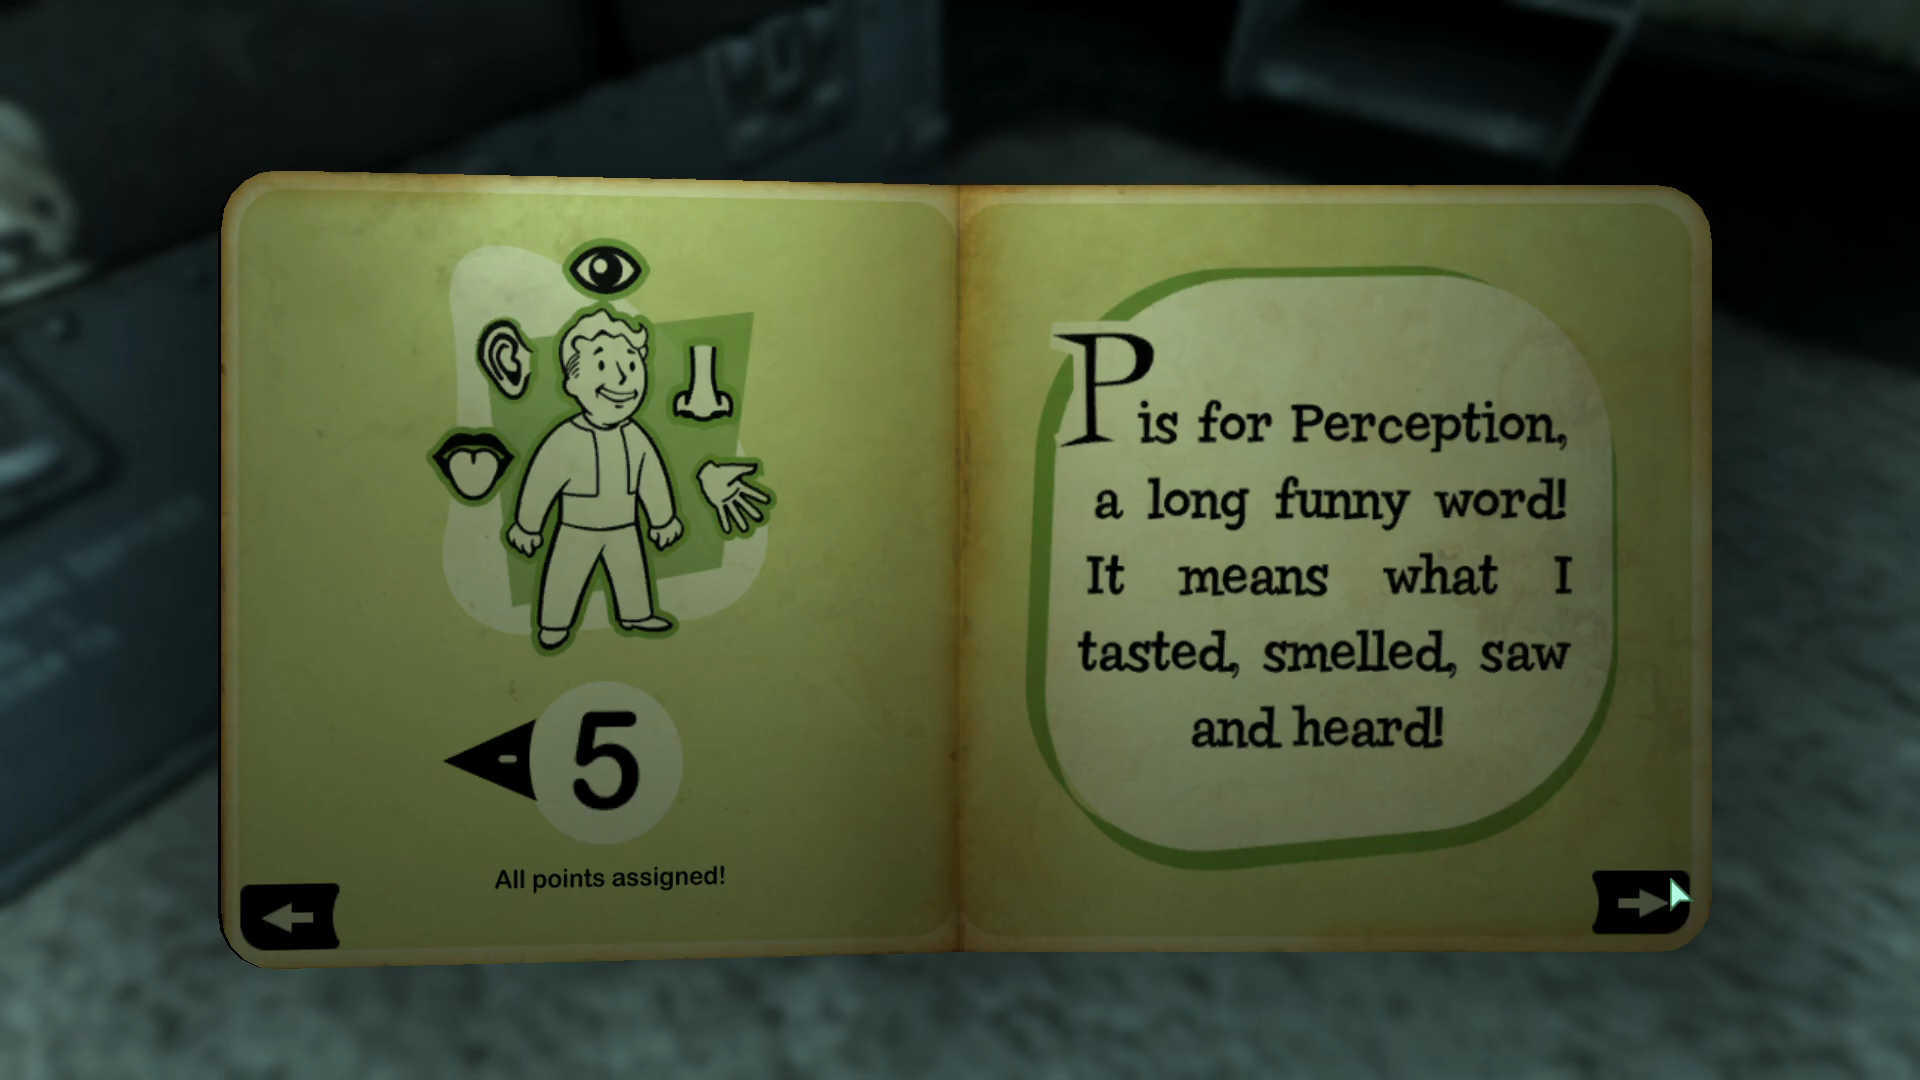 5
All points assigned!
P is for Perception,
a long funny word!
It means what I
tasted, smelled, saw
and heard!